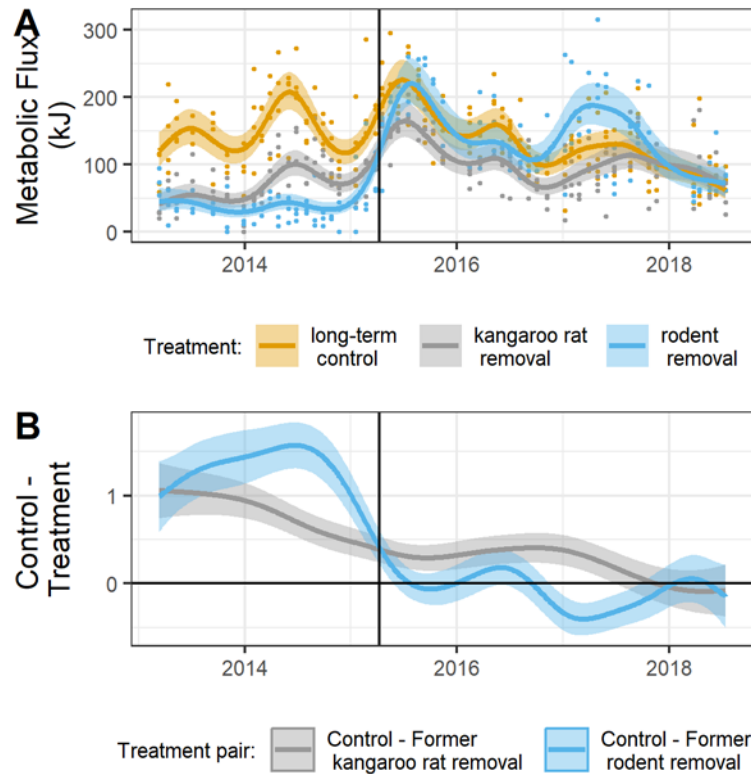 A
Metabolic Flux
(kJ)
300
200
100
0
2014
2016
2018
Treatment:
long-term
control
kangaroo rat
removal
rodent
removal
B
Control -
Treatment
1
0
2014
2016
2018
Treatment pair:
Control - Former
kangaroo rat removal
Control - Former
rodent removal